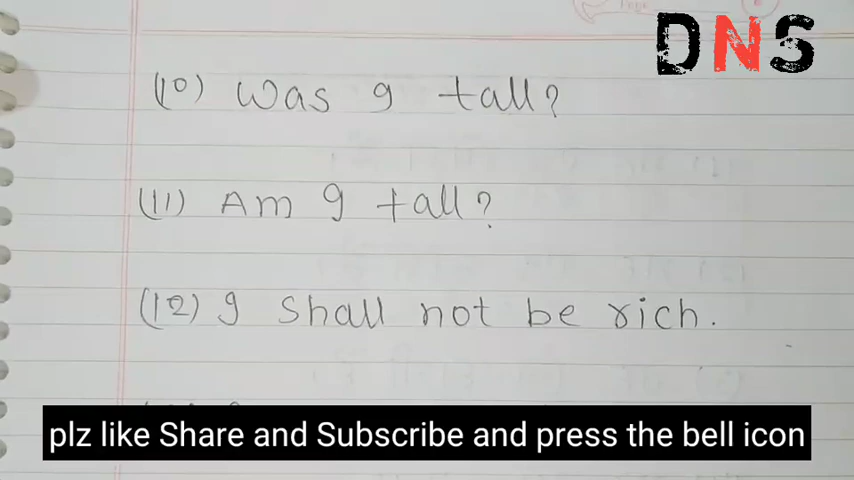 DNS
(10) Was I tall?
(11) Am I tall?
(12) I shall not be rich.
plz like Share and Subscribe and press the bell icon